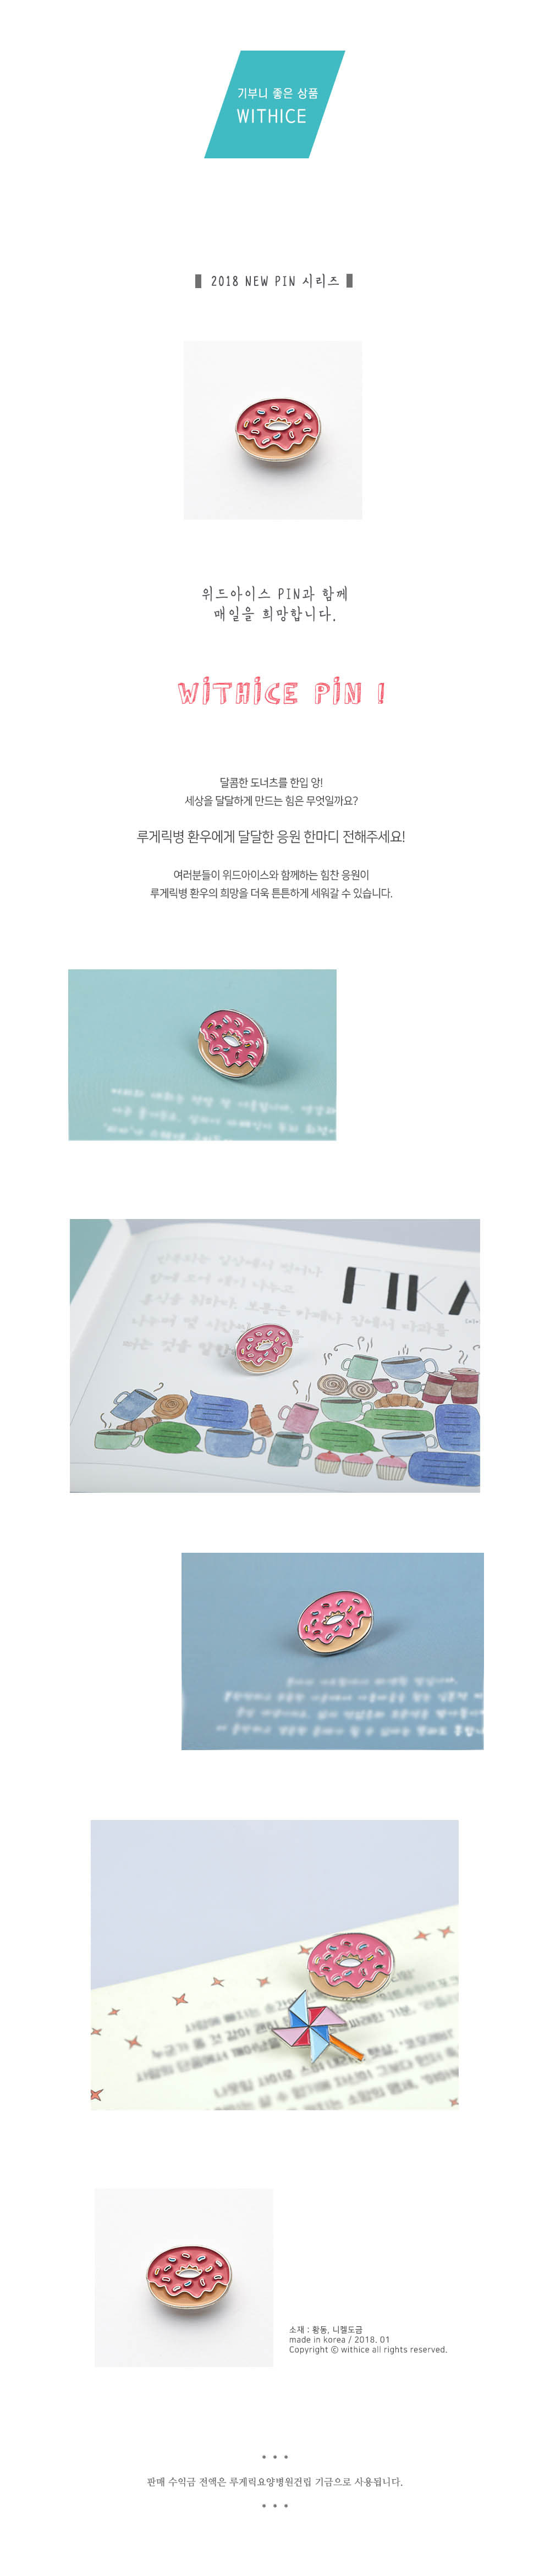 기부니 좋은 상품
WITHICE
2018 NEW PIN 시리즈
위드아이스 PIN과 함께
매일을 희망합니다.
WITHICE PIN !
달콤한 도너츠를 한입 앙!
세상을 달달하게 만드는 힘은 무엇일까요?
루게릭병 환우에게 달달한 응원 한마디 전해주세요!
여러분들이 위드아이스와 함께하는 힘찬 응원이
루게릭병 환우의 희망을 더욱 튼튼하게 세워갈 수 있습니다.
FIKA
소재 : 황동, 니켈도금
made in korea / 2018. 01
Copyright ⓒ withice all rights reserved.
판매 수익금 전액은 루게릭요양병원건립 기금으로 사용됩니다.